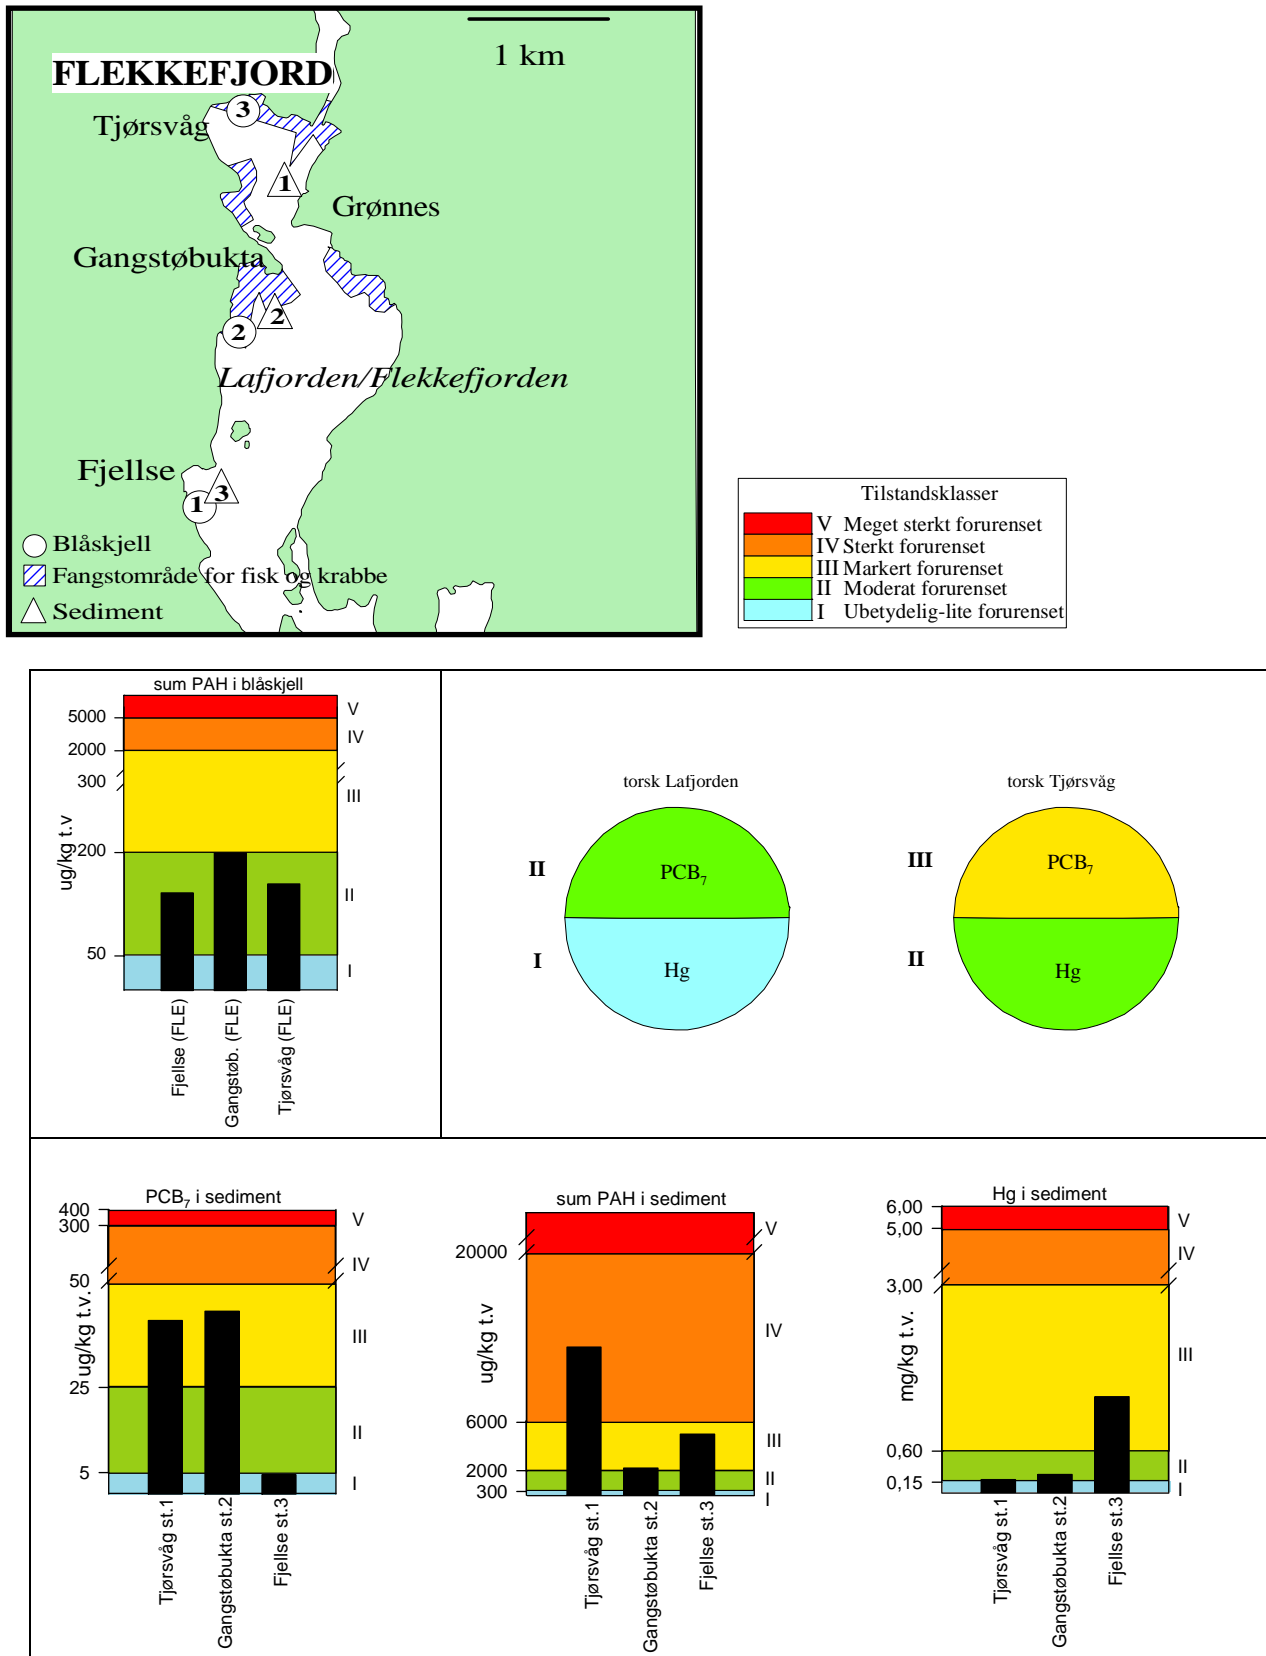 FLEKKEFJORD
1 km
3
Tjørsvåg
1
Grønnes
Gangstøbukta
2
2
Lafjorden/Flekkefjorden
Fjellse
3
1
Blåskjell
Fangstområde for fisk og krabbe
Sediment
Tilstandsklasser
V Meget sterkt forurenset
IV Sterkt forurenset
III Markert forurenset
II Moderat forurenset
I Ubetydelig-lite forurenset
sum PAH i blåskjell
5000
2000
300
200
50
ug/kg t.v
V
IV
III
II
I
Fjellse (FLE)
Gangstøb. (FLE)
Tjørsvåg (FLE)
torsk Lafjorden
II
PCB7
I
Hg
torsk Tjørsvåg
III
PCB7
II
Hg
PCB7 i sediment
400
300
50
25
5
ug/kg t.v.
V
IV
III
II
I
Tjørsvåg st.1
Gangstøbukta st.2
Fjellse st.3
sum PAH i sediment
20000
6000
2000
300
ug/kg t.v
V
IV
III
II
I
Tjørsvåg st.1
Gangstøbukta st.2
Fjellse st.3
Hg i sediment
6,00
5,00
3,00
0,60
0,15
mg/kg t.v.
V
IV
III
II
I
Tjørsvåg st.1
Gangstøbukta st.2
Fjellse st.3